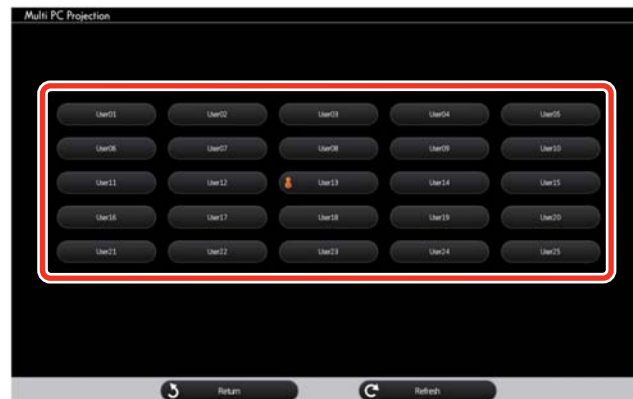 Multi PC Projection
User01 User02 User03 User04 User05
User06 User07 User08 User09 User10
User11 User12 User13 User14 User15
User16 User17 User18 User19 User20
User21 User22 User23 User24 User25
Return Refresh